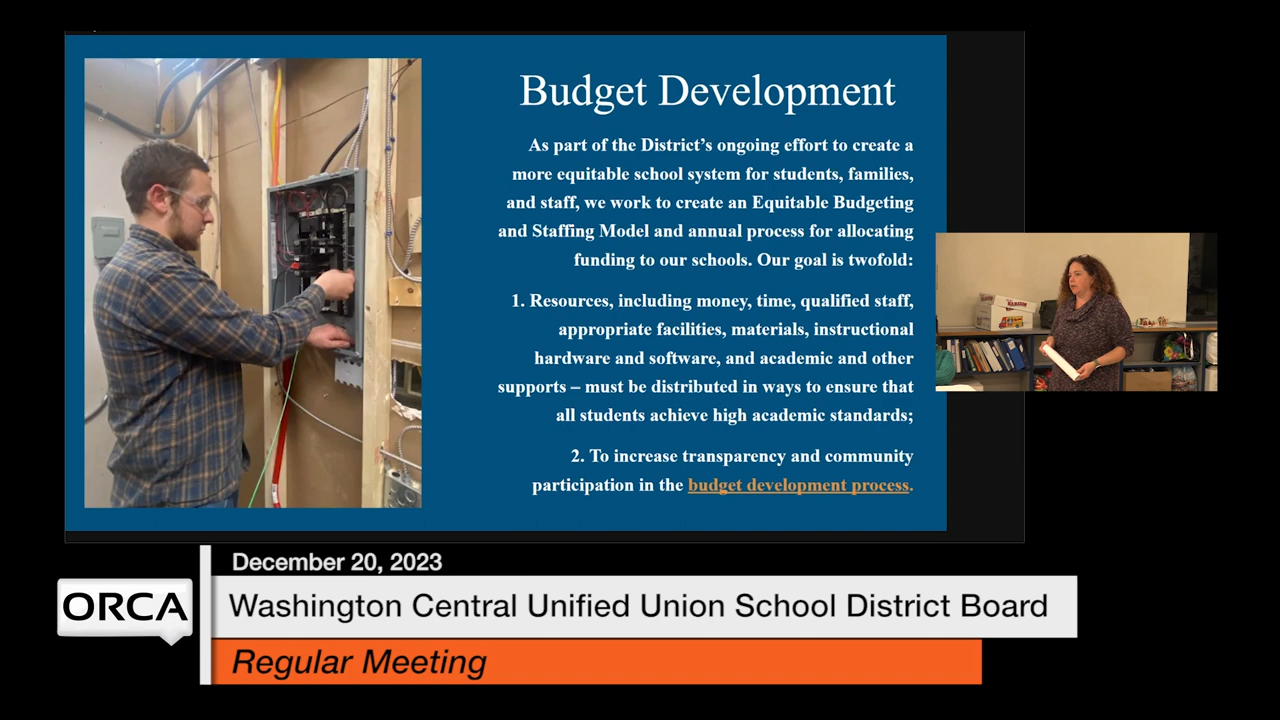 Budget Development
As part of the District's ongoing effort to create a
more equitable school system for students, families,
and staff, we work to create an Equitable Budgeting
and Staffing Model and annual process for allocating
funding to our schools. Our goal is twofold:
1. Resources, including money, time, qualified staff,
appropriate facilities, materials, instructional
hardware and software, and academic and other
supports – must be distributed in ways to ensure that
all students achieve high academic standards;
2. To increase transparency and community
participation in the budget development process.
December 20, 2023
ORCA
Washington Central Unified Union School District Board
Regular Meeting